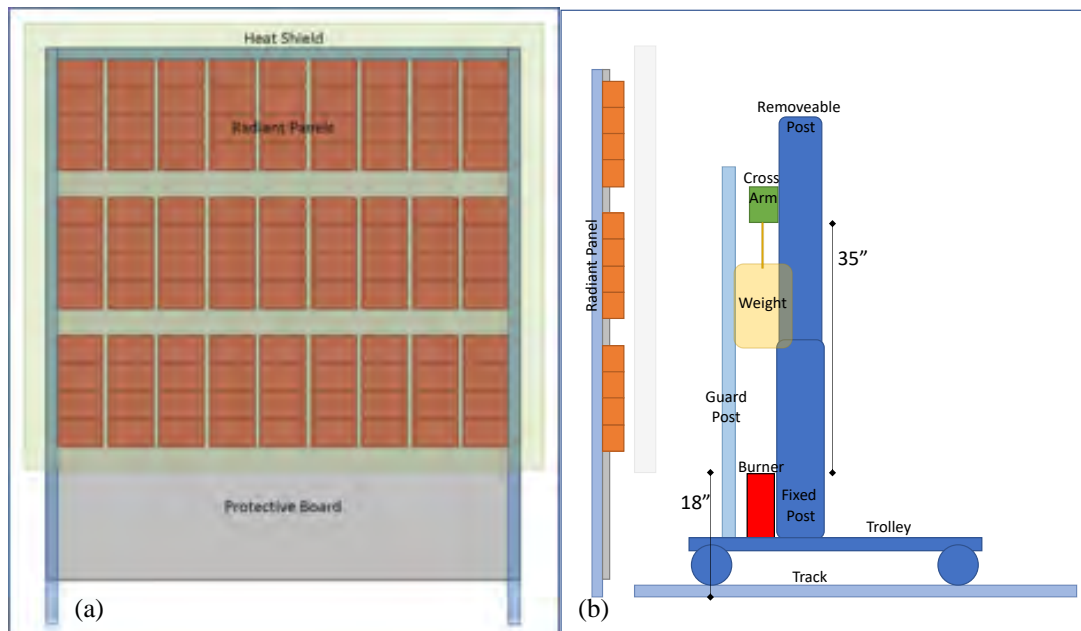 Heat Shield
Radiant Panels
Protective Board
(a)
Removeable
Post
Cross
Arm
35”
Radiant Panel
Weight
Guard
Post
Burner
18”
Fixed
Post
Trolley
Track
(b)